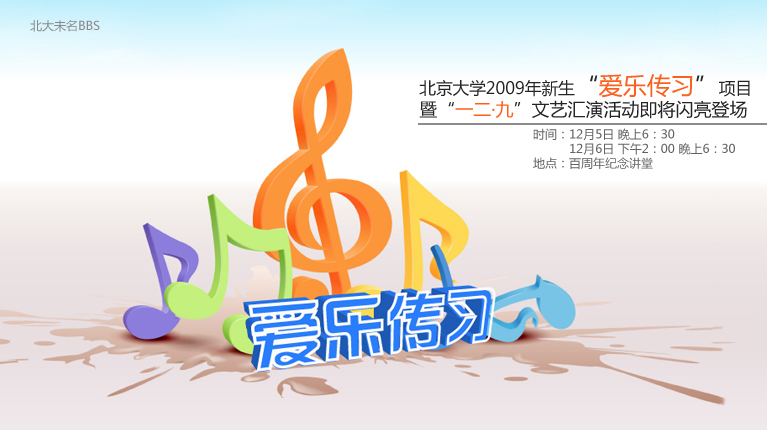 北大未名BBS
北京大学2009年新生“爱乐传习”项目
暨“一二·九”文艺汇演活动即将闪亮登场
时间：12月5日 晚上6：30
12月6日 下午2：00 晚上6：30
地点：百周年纪念讲堂
爱乐传习